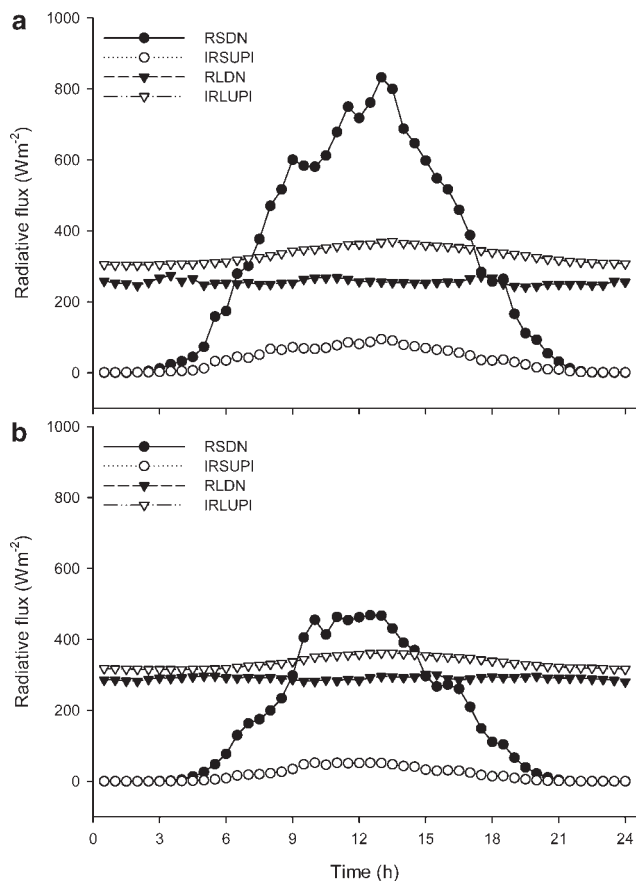 a
1000
800
600
400
200
0
Radiative flux (Wm-2)
RSDN
IRSUPI
RLDN
IRLUPI
b
1000
800
600
400
200
0
Radiative flux (Wm-2)
RSDN
IRSUPI
RLDN
IRLUPI
0 3 6 9 12 15 18 21 24
Time (h)